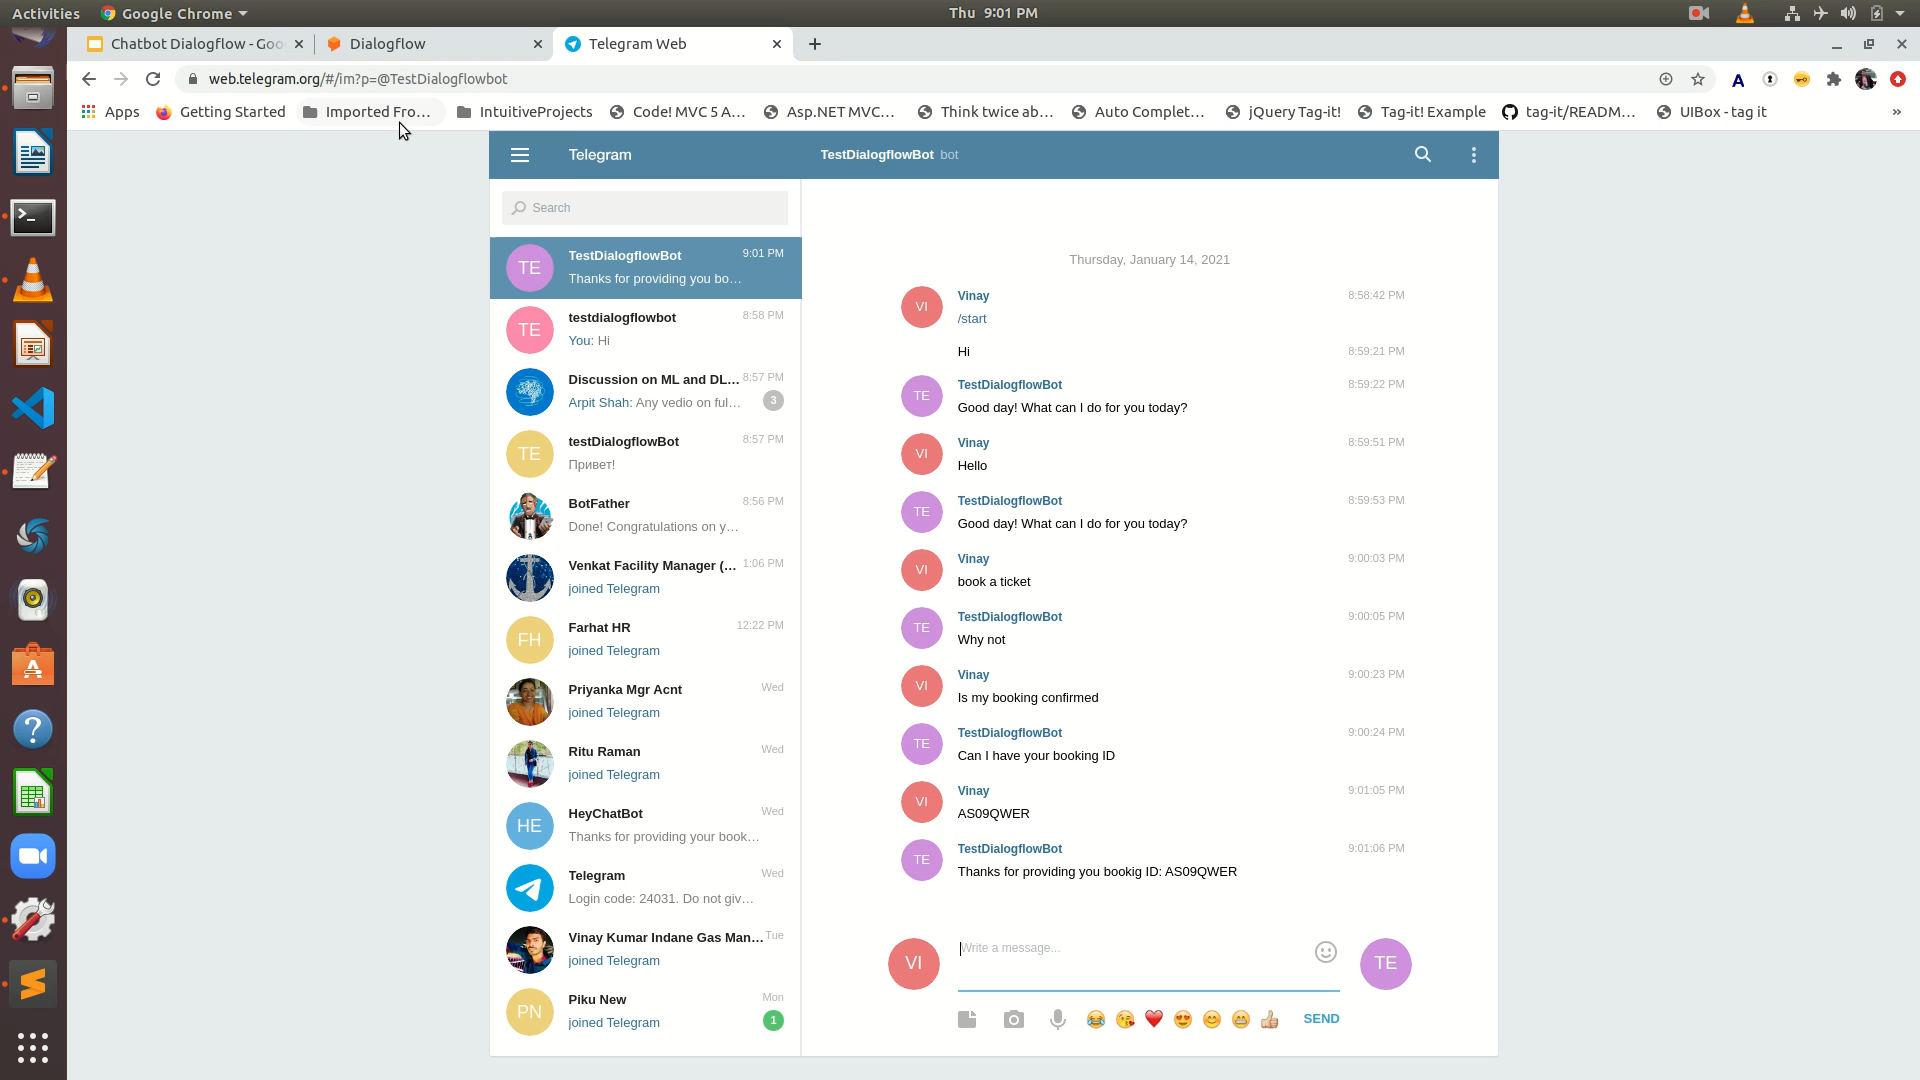 Activities
Google Chrome
Thu 9:01 PM
Chatbot Dialogflow - Goo
Dialogflow
Telegram Web
web.telegram.org/#/im?p=@TestDialogflowbot
Apps
Getting Started
Imported Fro...
IntuitiveProjects
Code! MVC 5 A...
Asp.NET MVC...
Think twice ab...
Auto Complet...
jQuery Tag-it!
Tag-it! Example
tag-it/READM...
UIBox - tag it
Telegram
TestDialogflowBot bot
Search
TE
TestDialogflowBot 9:01 PM
Thanks for providing you bo...
TE
testdialogflowbot 8:58 PM
You: Hi
Discussion on ML and DL... 8:57 PM
Arpit Shah: Any vedio on ful... 3
TE
testDialogflowBot 8:57 PM
Привет!
BotFather 8:56 PM
Done! Congratulations on y...
Venkat Facility Manager (... 1:06 PM
joined Telegram
FH
Farhat HR 12:22 PM
joined Telegram
Priyanka Mgr Acnt Wed
joined Telegram
Ritu Raman Wed
joined Telegram
HE
HeyChatBot Wed
Thanks for providing your book...
Telegram Wed
Login code: 24031. Do not giv...
Vinay Kumar Indane Gas Man... Tue
joined Telegram
PN
Piku New Mon
joined Telegram 1
Thursday, January 14, 2021
VI
Vinay 8:58:42 PM
/start
Hi 8:59:21 PM
TE
TestDialogflowBot 8:59:22 PM
Good day! What can I do for you today?
VI
Vinay 8:59:51 PM
Hello
TE
TestDialogflowBot 8:59:53 PM
Good day! What can I do for you today?
VI
Vinay 9:00:03 PM
book a ticket
TE
TestDialogflowBot 9:00:05 PM
Why not
VI
Vinay 9:00:23 PM
Is my booking confirmed
TE
TestDialogflowBot 9:00:24 PM
Can I have your booking ID
VI
Vinay 9:01:05 PM
AS09QWER
TE
TestDialogflowBot 9:01:06 PM
Thanks for providing you bookig ID: AS09QWER
VI
Write a message...
TE
SEND